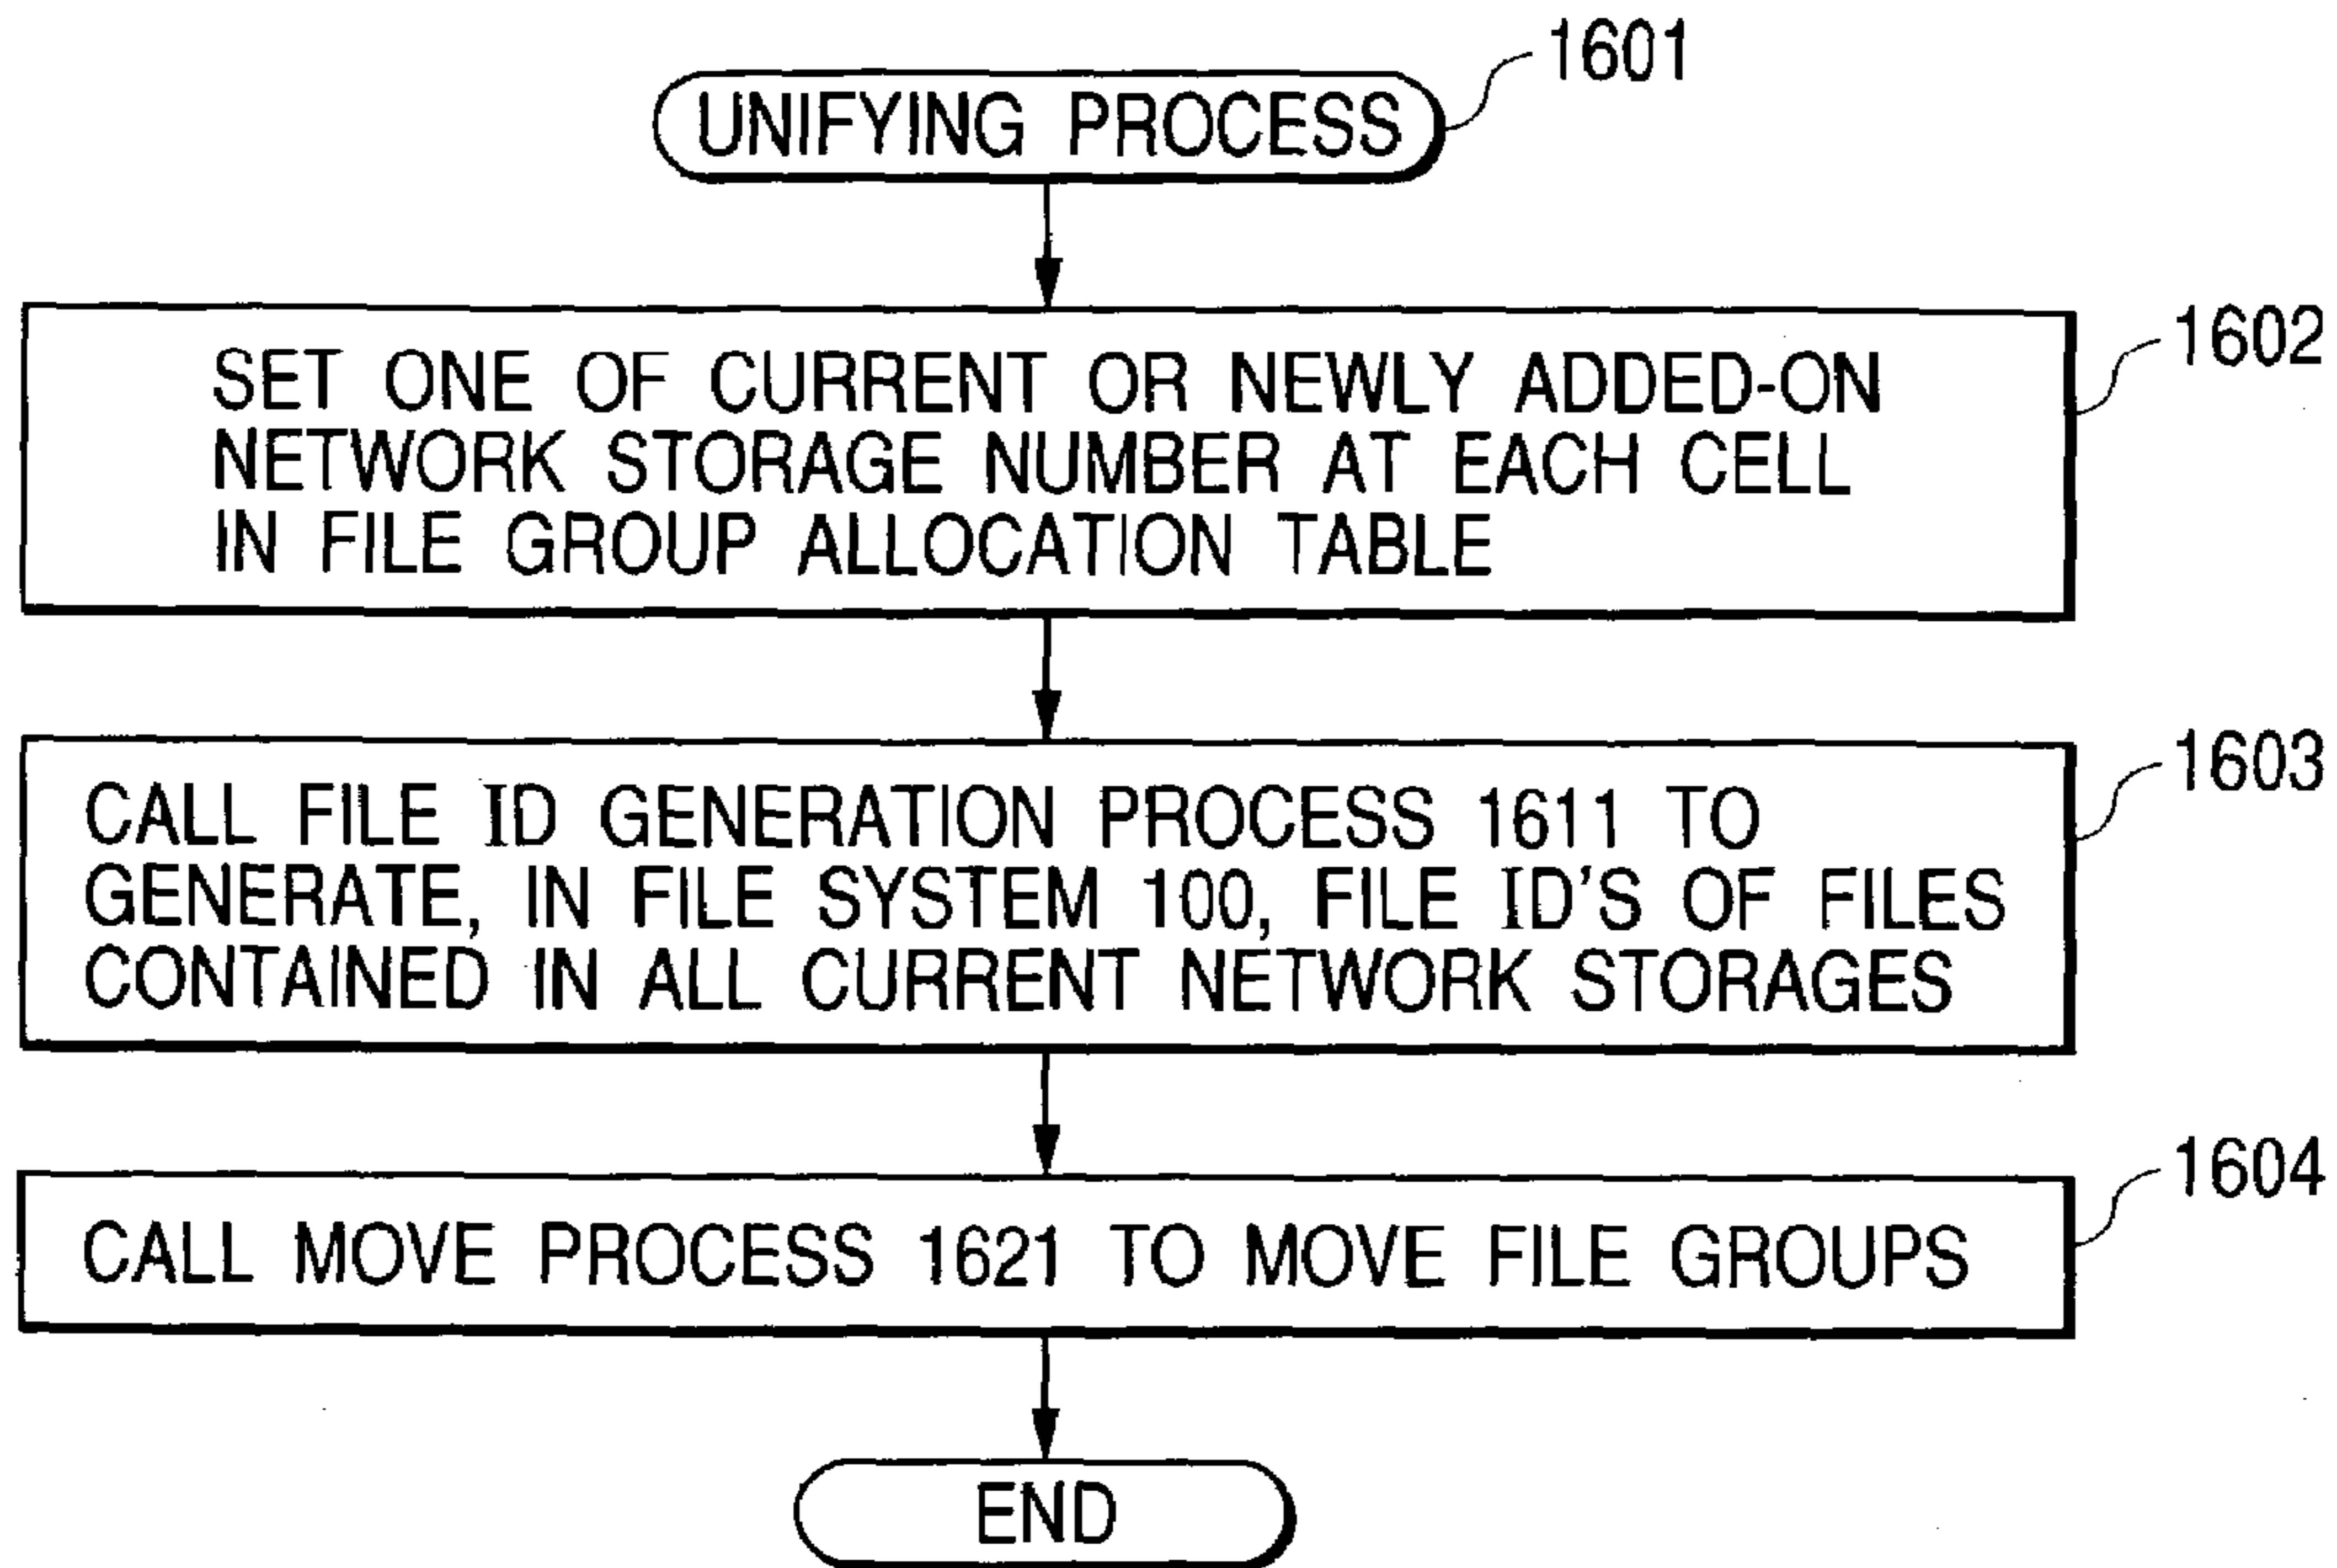 1601
UNIFYING PROCESS
1602
SET ONE OF CURRENT OR NEWLY ADDED-ON
NETWORK STORAGE NUMBER AT EACH CELL
IN FILE GROUP ALLOCATION TABLE
1603
CALL FILE ID GENERATION PROCESS 1611 TO
GENERATE, IN FILE SYSTEM 100, FILE ID'S OF FILES
CONTAINED IN ALL CURRENT NETWORK STORAGES
1604
CALL MOVE PROCESS 1621 TO MOVE FILE GROUPS
END